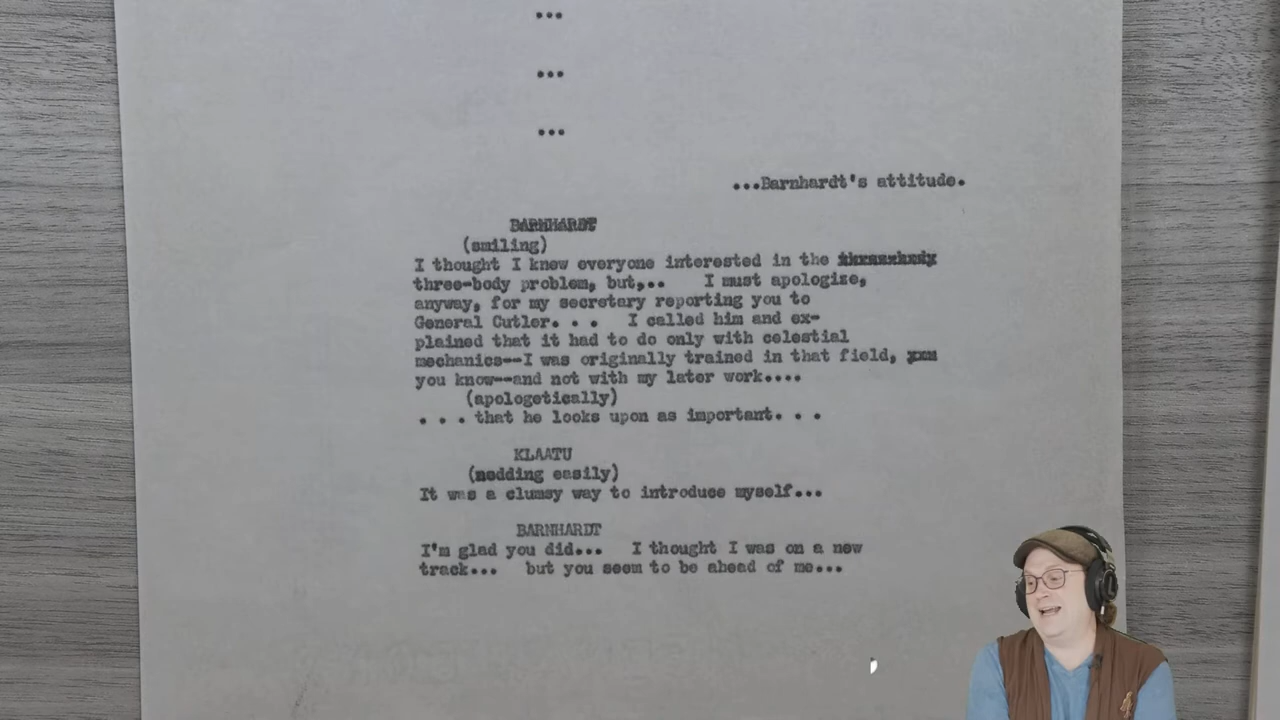 ...
...
...
...Barnhardt's attitude.
BARNHARDT
(smiling)
I thought I knew everyone interested in the
three-body problem, but,.. I must apologize,
anyway, for my secretary reporting you to
General Cutler. . . I called him and ex-
plained that it had to do only with celestial
mechanics--I was originally trained in that field,
you know--and not with my later work....
(apologetically)
. . . that he looks upon as important. . .
KLAATU
(nodding easily)
It was a clumsy way to introduce myself...
BARNHARDT
I'm glad you did... I thought I was on a new
track... but you seem to be ahead of me...